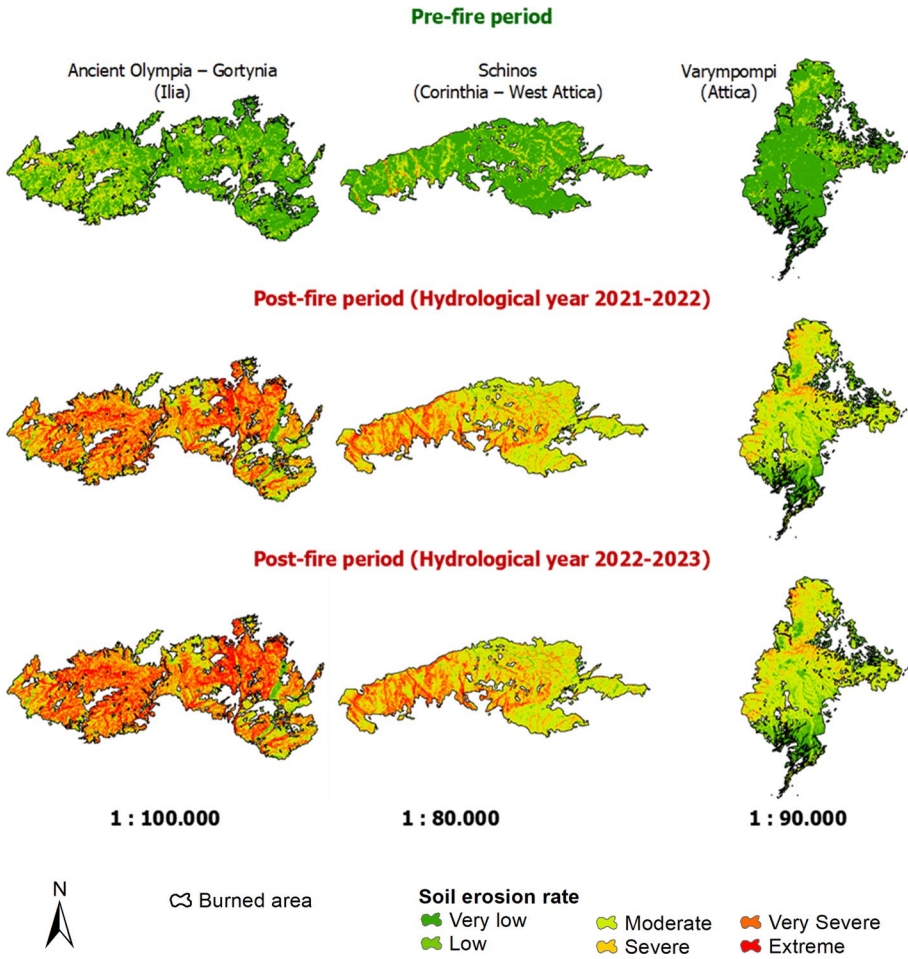 Pre-fire period
Ancient Olympia – Gortynia
(Ilia)
Schinos
(Corinthia – West Attica)
Varympompi
(Attica)
Post-fire period (Hydrological year 2021-2022)
Post-fire period (Hydrological year 2022-2023)
1 : 100.000
1 : 80.000
1 : 90.000
N
Burned area
Soil erosion rate
Very low
Low
Moderate
Severe
Very Severe
Extreme